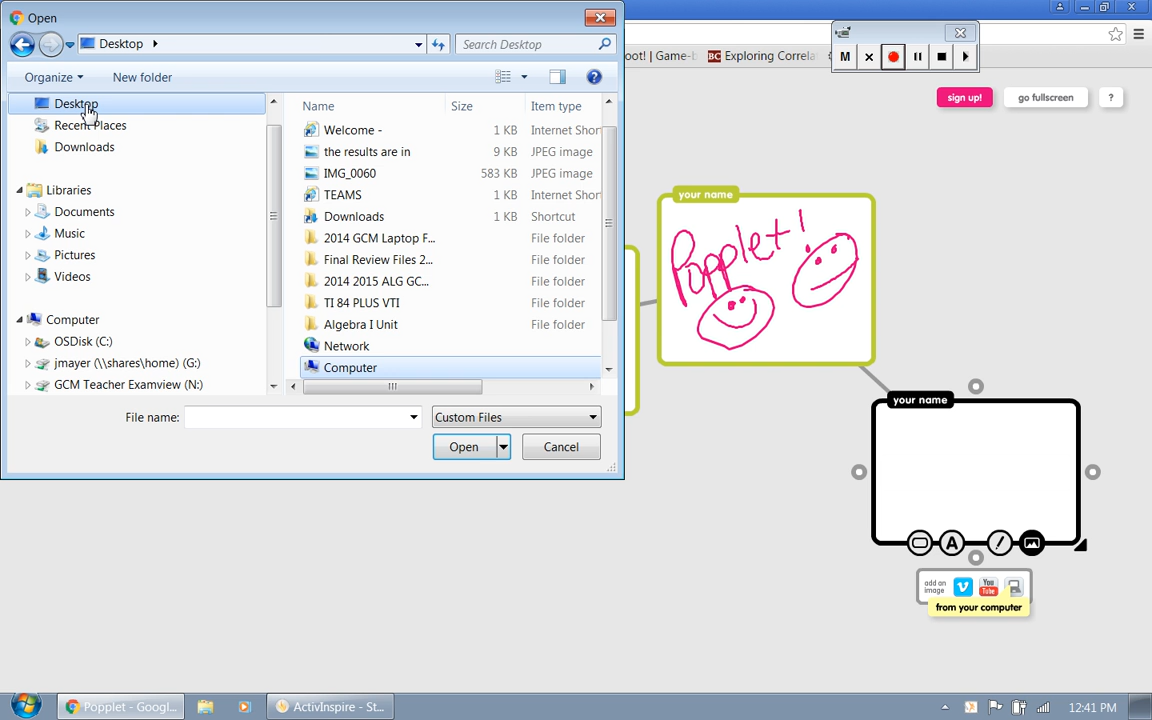 Open
Desktop
Search Desktop
Organize
New folder
Desktop
Recent Places
Downloads
Libraries
Documents
Music
Pictures
Videos
Computer
OSDisk (C:)
jmayer (\\shares\home) (G:)
GCM Teacher Examview (N:)
Name Size Item type
Welcome - 1 KB Internet Shor
the results are in 9 KB JPEG image
IMG_0060 583 KB JPEG image
TEAMS 1 KB Internet Shor
Downloads 1 KB Shortcut
2014 GCM Laptop F... File folder
Final Review Files 2... File folder
2014 2015 ALG GC... File folder
TI 84 PLUS VTI File folder
Algebra I Unit File folder
Network
Computer
File name:
Custom Files
Open
Cancel
oot! | Game-b
BC Exploring Correla
M
sign up!
go fullscreen
?
your name
Popplet!
your name
A
add an
image
You
Tube
from your computer
Popplet - Googl...
ActivInspire - St...
12:41 PM